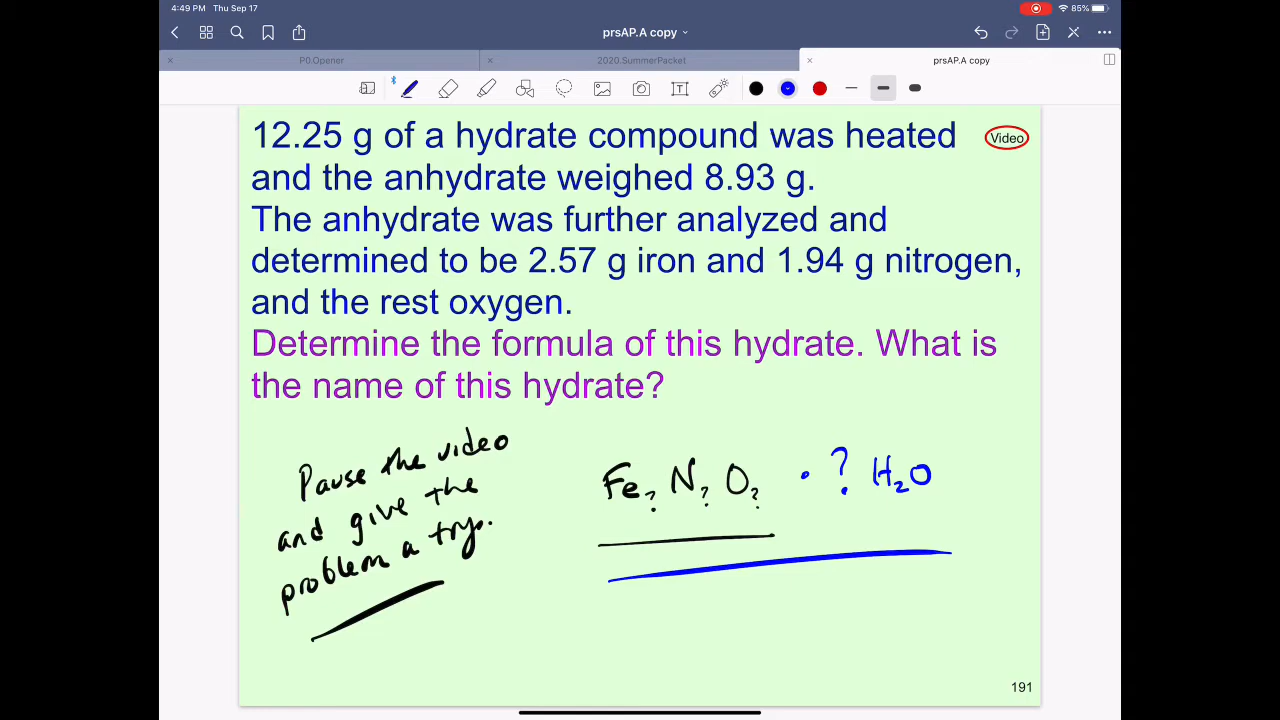 4:49 PM Thu Sep 17
85%
prsAP.A copy
P0.Opener
2020.SummerPacket
prsAP.A copy
12.25 g of a hydrate compound was heated
Video
and the anhydrate weighed 8.93 g.
The anhydrate was further analyzed and
determined to be 2.57 g iron and 1.94 g nitrogen,
and the rest oxygen.
Determine the formula of this hydrate. What is
the name of this hydrate?
Pause the video
and give the
problem a try.
Fe? N? O? · ? H₂O
191